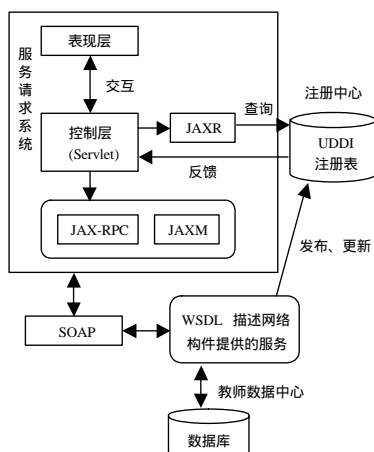 服务请求系统
表现层
交互
控制层
(Servlet)
JAXR
查询
注册中心
UDDI
注册表
反馈
JAX-RPC
JAXM
发布、更新
SOAP
WSDL 描述网络
构件提供的服务
教师数据中心
数据库